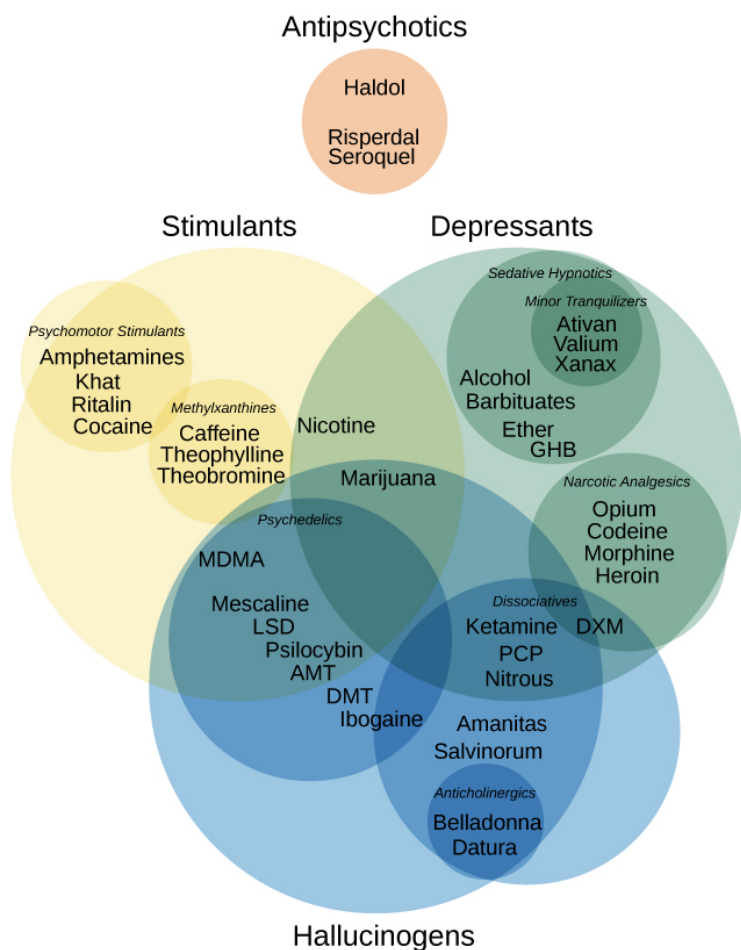 Antipsychotics
Haldol
Risperdal
Seroquel
Stimulants
Depressants
Psychomotor Stimulants
Amphetamines
Khat
Ritalin
Cocaine
Methylxanthines
Caffeine
Theophylline
Theobromine
Nicotine
Marijuana
Sedative Hypnotics
Minor Tranquilizers
Ativan
Valium
Xanax
Alcohol
Barbituates
Ether
GHB
Narcotic Analgesics
Opium
Codeine
Morphine
Heroin
Psychedelics
MDMA
Mescaline
LSD
Psilocybin
AMT
DMT
Ibogaine
Dissociatives
Ketamine
DXM
PCP
Nitrous
Amanitas
Salvinorum
Anticholinergics
Belladonna
Datura
Hallucinogens